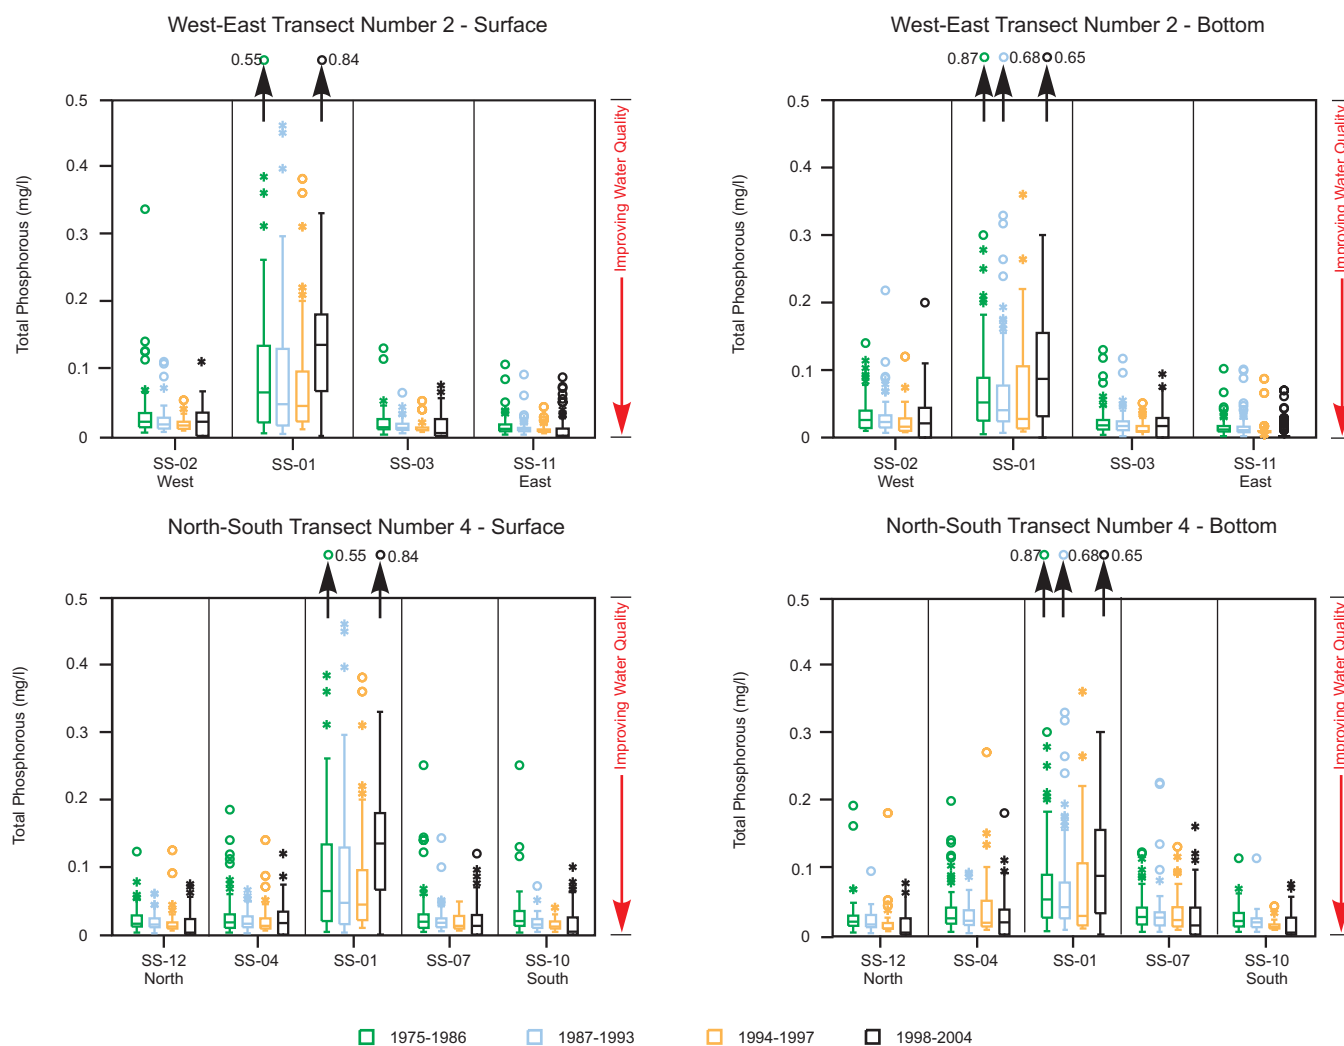 West-East Transect Number 2 - Surface
0.55
0.84
0.5
0.4
0.3
0.2
0.1
0
Total Phosphorous (mg/l)
Improving Water Quality
SS-02
West
SS-01
SS-03
SS-11
East
West-East Transect Number 2 - Bottom
0.87
0.68
0.65
0.5
0.4
0.3
0.2
0.1
0
Total Phosphorous (mg/l)
Improving Water Quality
SS-02
West
SS-01
SS-03
SS-11
East
North-South Transect Number 4 - Surface
0.55
0.84
0.5
0.4
0.3
0.2
0.1
0
Total Phosphorous (mg/l)
Improving Water Quality
SS-12
North
SS-04
SS-01
SS-07
SS-10
South
North-South Transect Number 4 - Bottom
0.87
0.68
0.65
0.5
0.4
0.3
0.2
0.1
0
Total Phosphorous (mg/l)
Improving Water Quality
SS-12
North
SS-04
SS-01
SS-07
SS-10
South
1975-1986
1987-1993
1994-1997
1998-2004